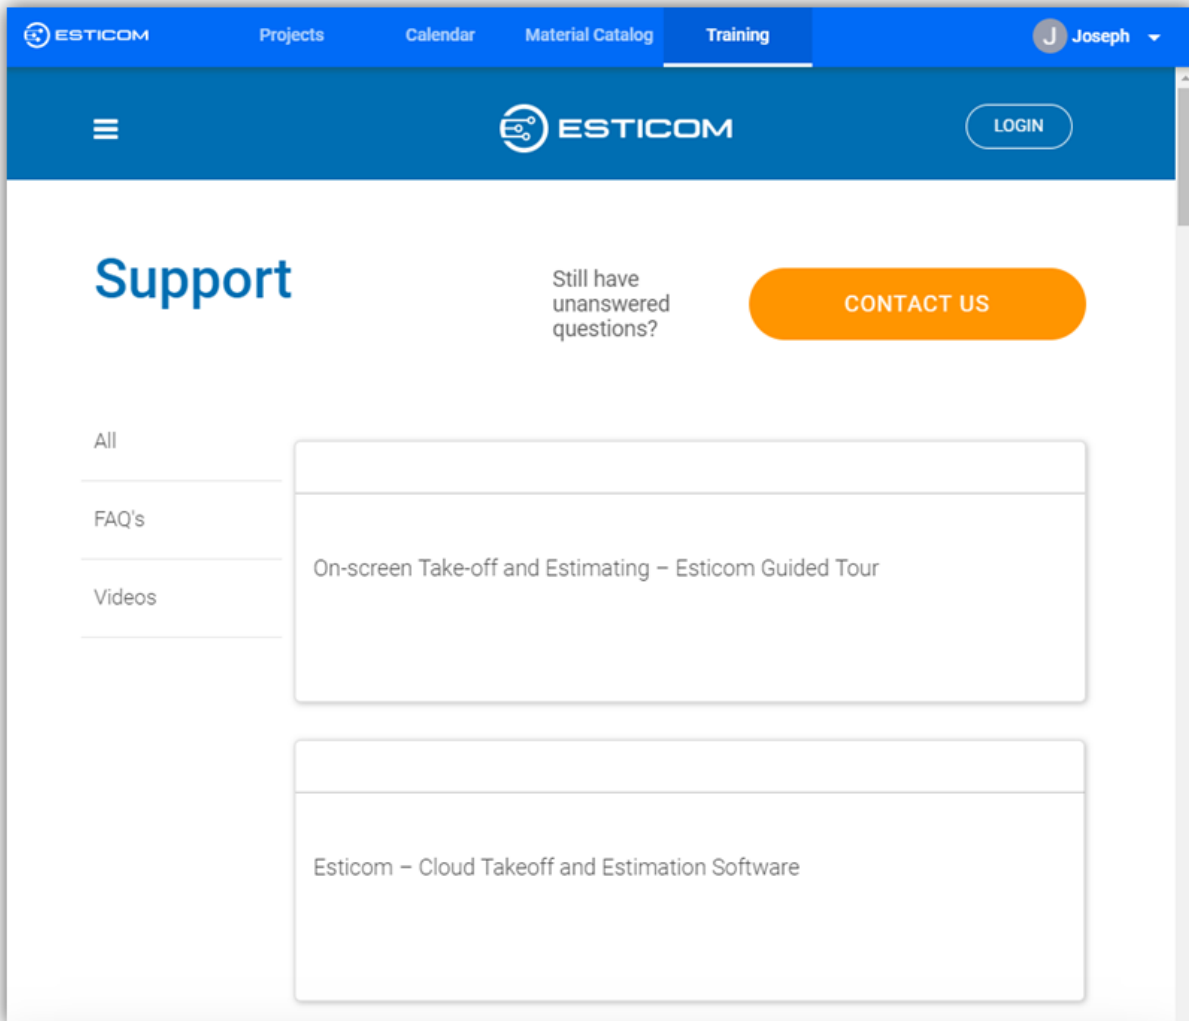 ESTICOM
Projects
Calendar
Material Catalog
Training
J
Joseph
ESTICOM
LOGIN
Support
Still have
unanswered
questions?
CONTACT US
All
FAQ's
Videos
On-screen Take-off and Estimating – Esticom Guided Tour
Esticom – Cloud Takeoff and Estimation Software